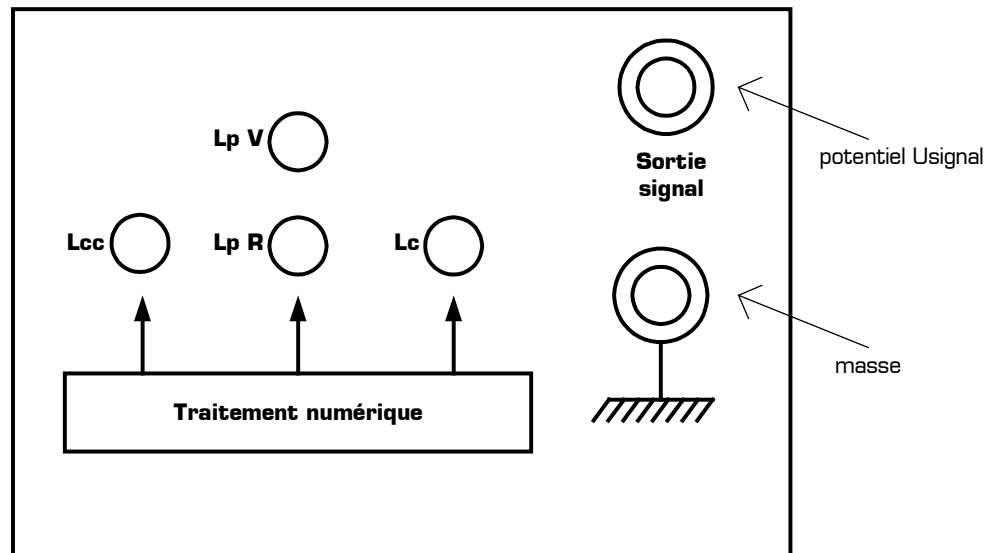 Lp V
Sortie
signal
potentiel Usignal
Lcc
Lp R
Lc
masse
Traitement numérique